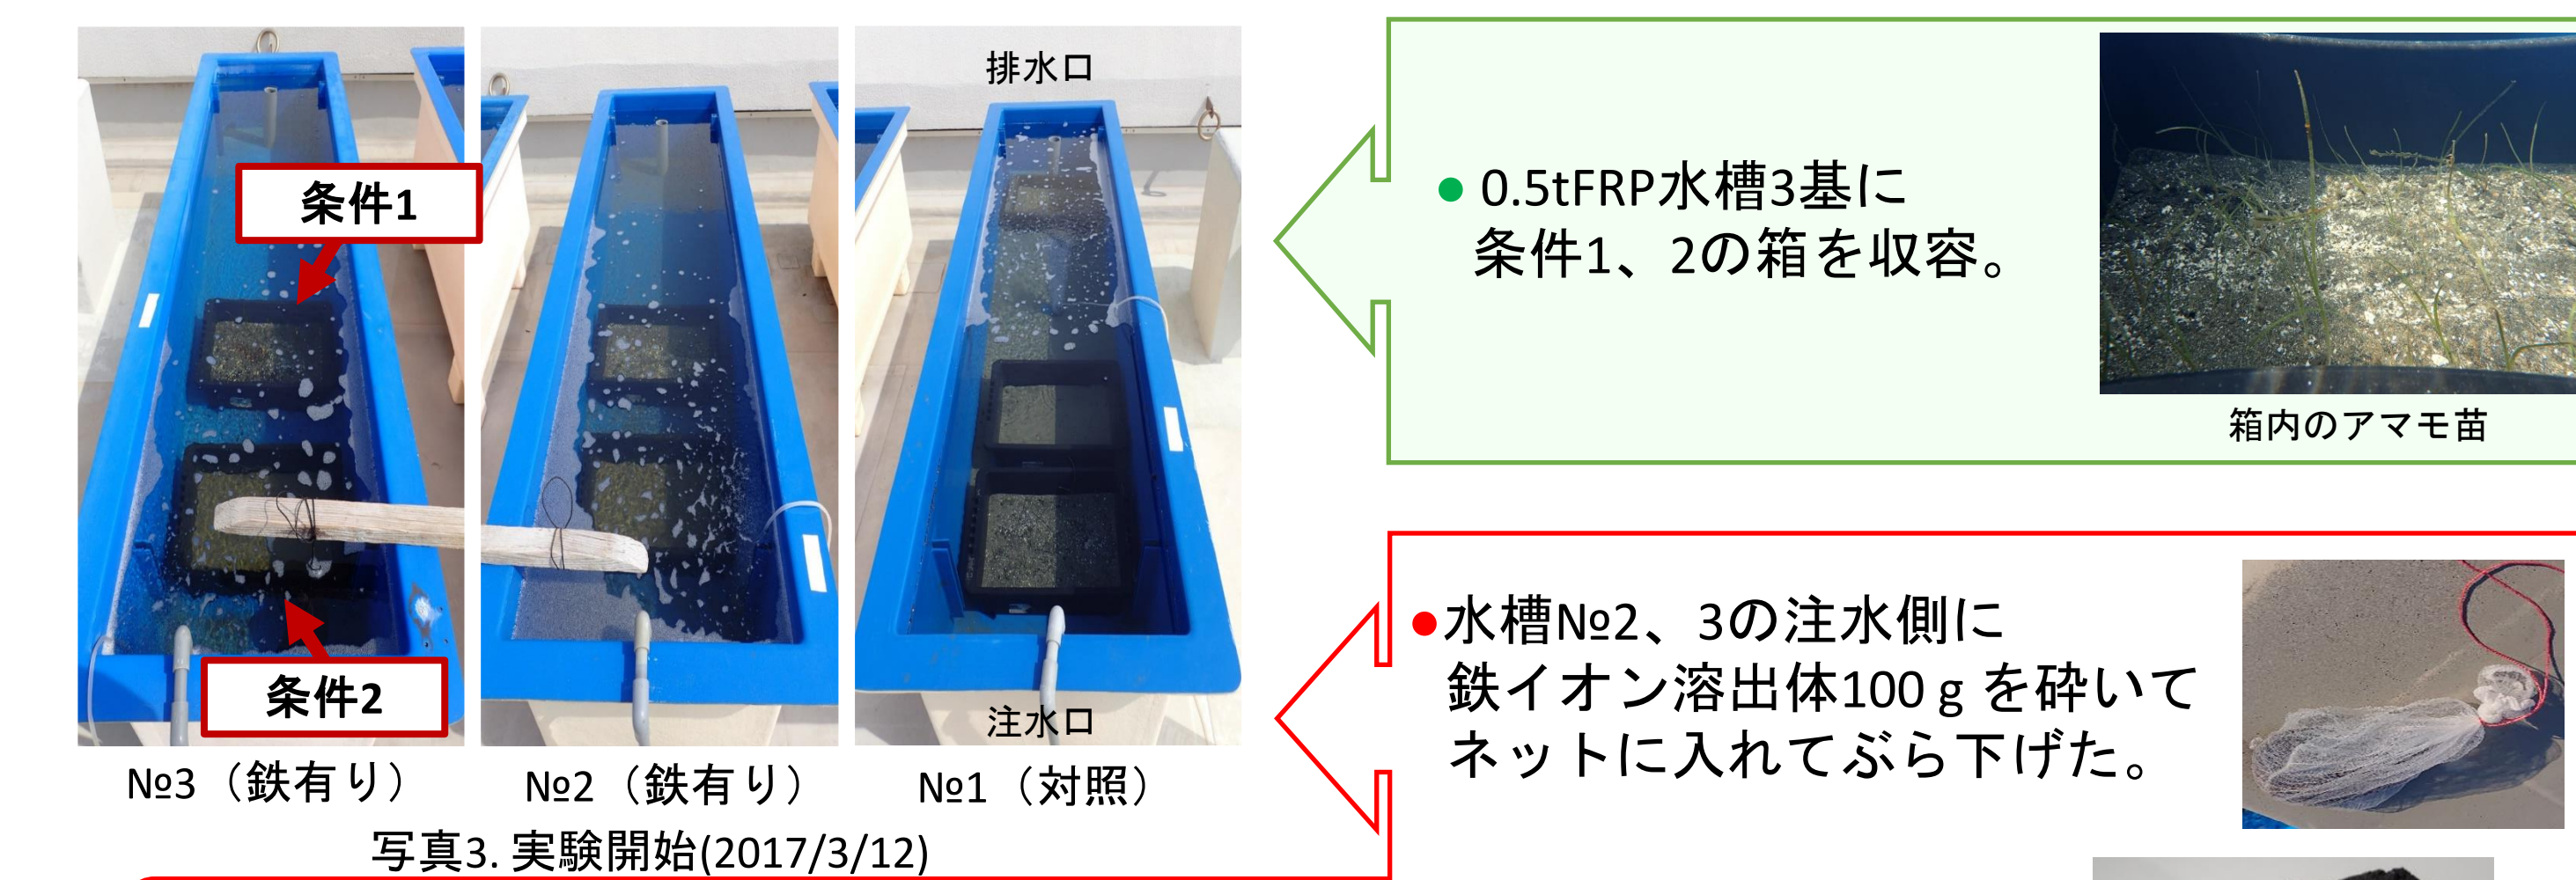 排水口
条件1
条件2
注水口
№3（鉄有り）
№2（鉄有り）
№1（対照）
写真3. 実験開始(2017/3/12)
● 0.5tFRP水槽3基に
条件1、2の箱を収容。
箱内のアマモ苗
●水槽№2、3の注水側に
鉄イオン溶出体100ｇを砕いて
ネットに入れてぶら下げた。